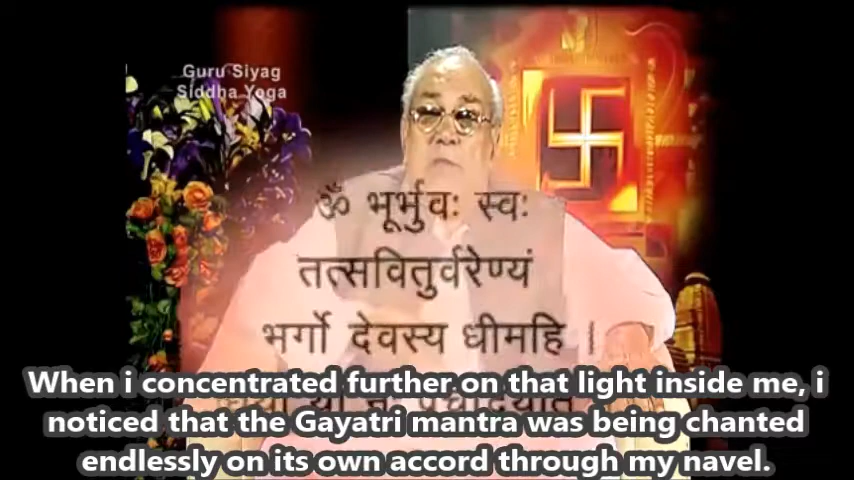 Guru Siyag
Siddha Yoga
ॐ भूर्भुवः स्वः
तत्सवितुर्वरेण्यं
भर्गो देवस्य धीमहि ।
When i concentrated further on that light inside me, i
noticed that the Gayatri mantra was being chanted
endlessly on its own accord through my navel.